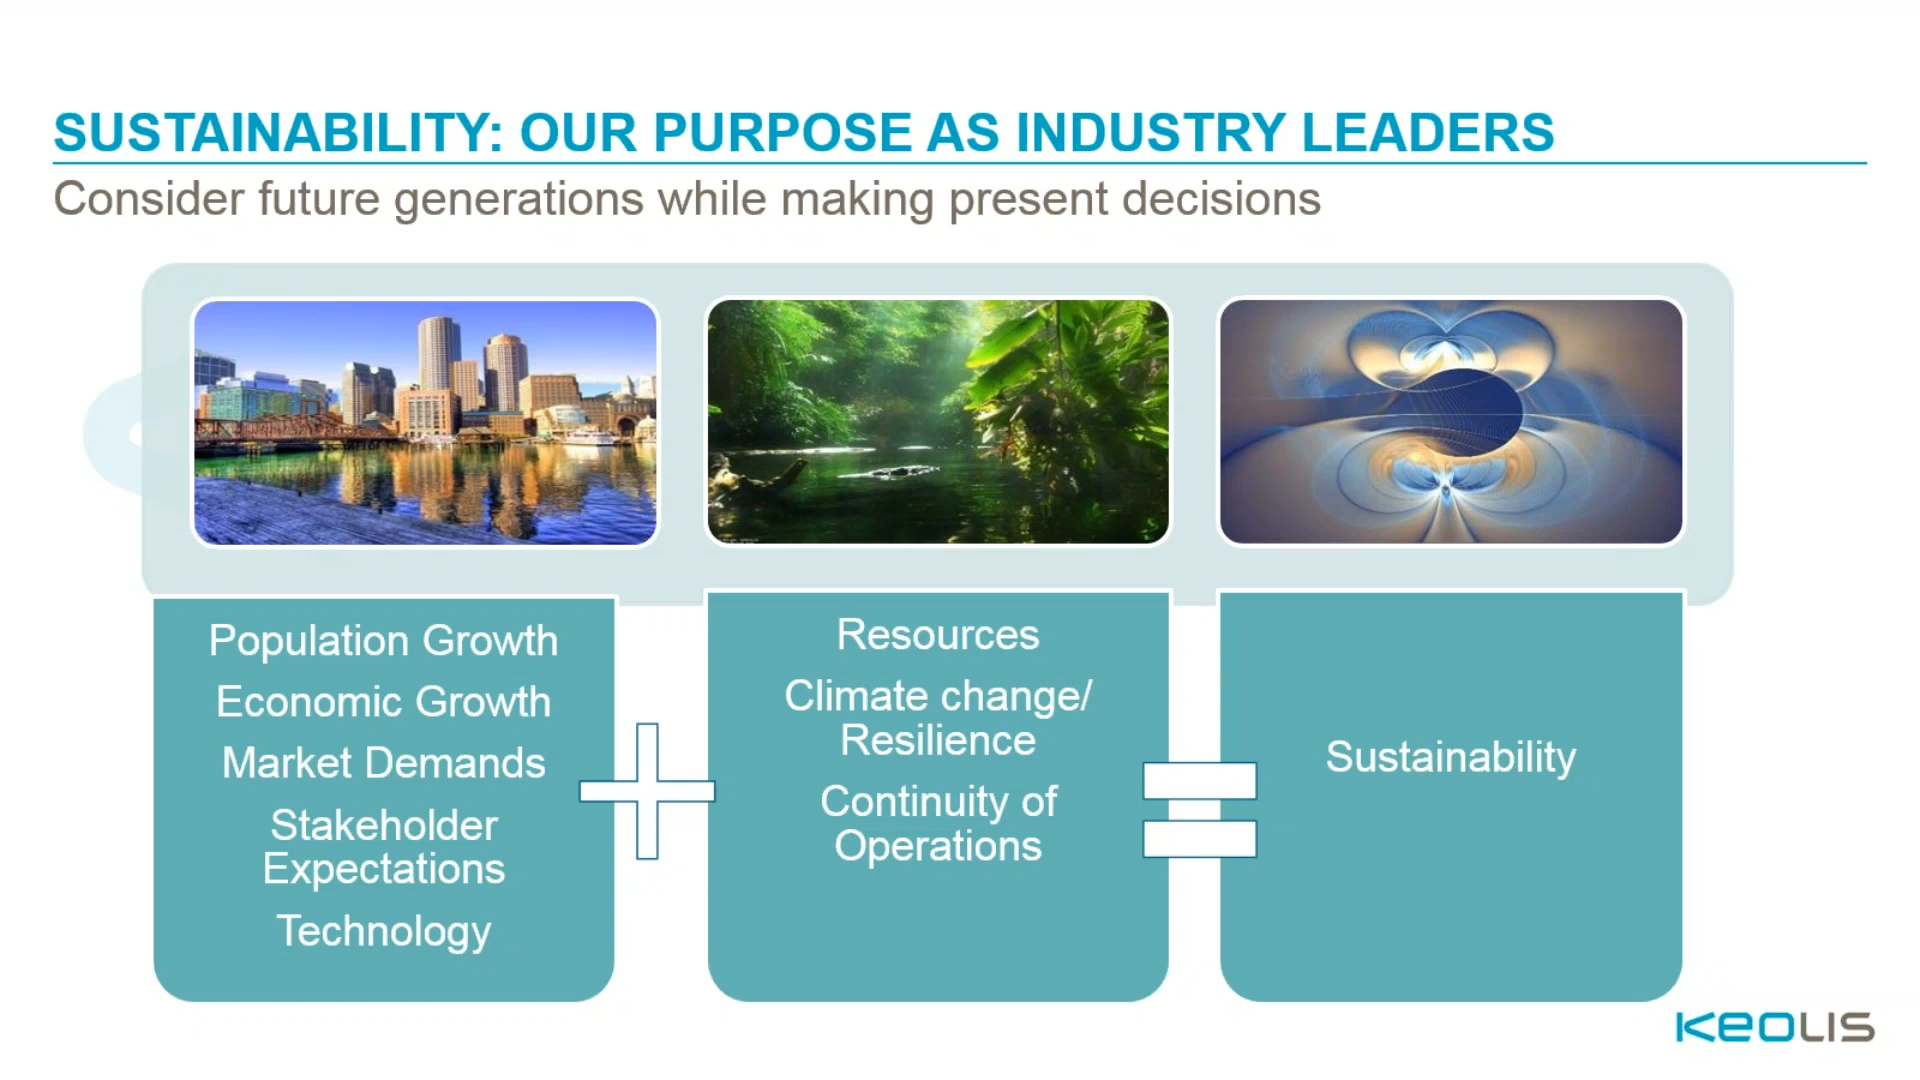 SUSTAINABILITY: OUR PURPOSE AS INDUSTRY LEADERS
Consider future generations while making present decisions
Population Growth
Economic Growth
Market Demands
Stakeholder
Expectations
Technology
Resources
Climate change/
Resilience
Continuity of
Operations
Sustainability
KEOLIS